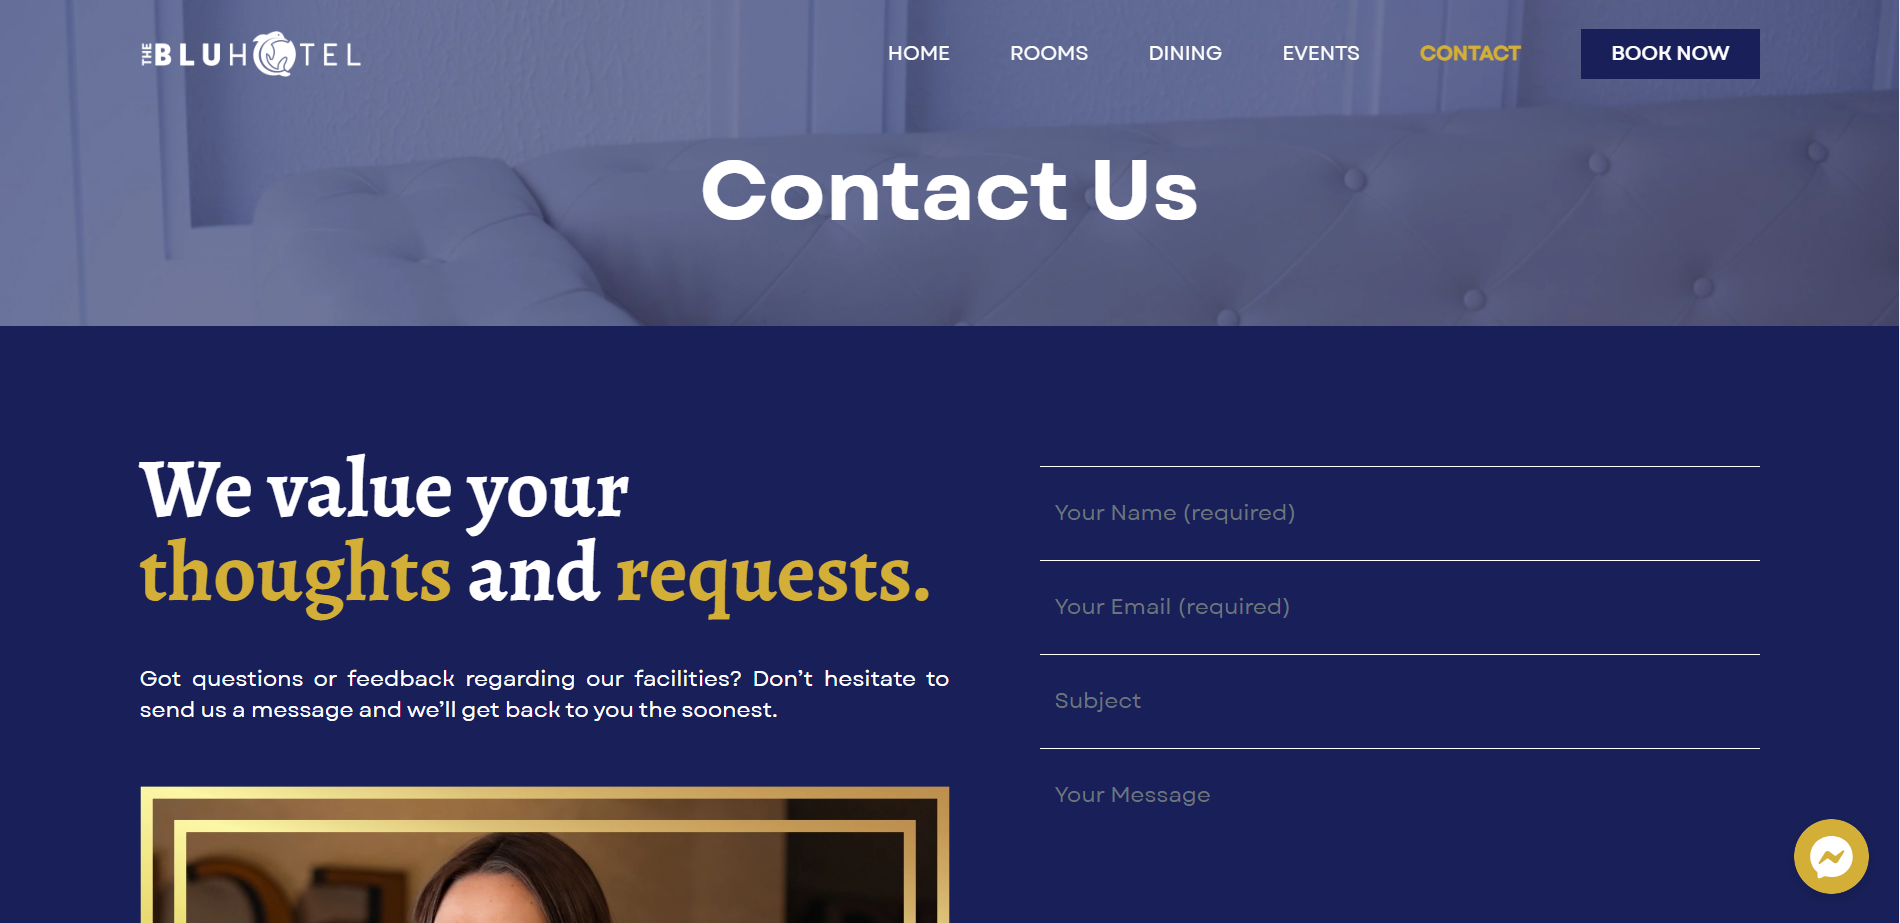 THE BLU HOTEL
HOME
ROOMS
DINING
EVENTS
CONTACT
BOOK NOW
Contact Us
We value your
thoughts and requests.
Got questions or feedback regarding our facilities? Don’t hesitate to
send us a message and we’ll get back to you the soonest.
Your Name (required)
Your Email (required)
Subject
Your Message